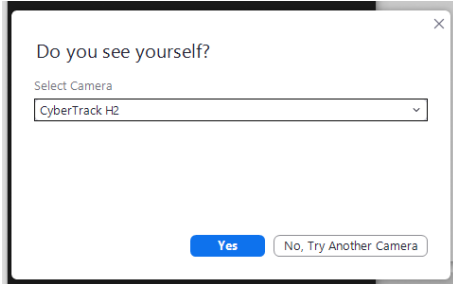 Do you see yourself?
Select Camera
CyberTrack H2
Yes
No, Try Another Camera